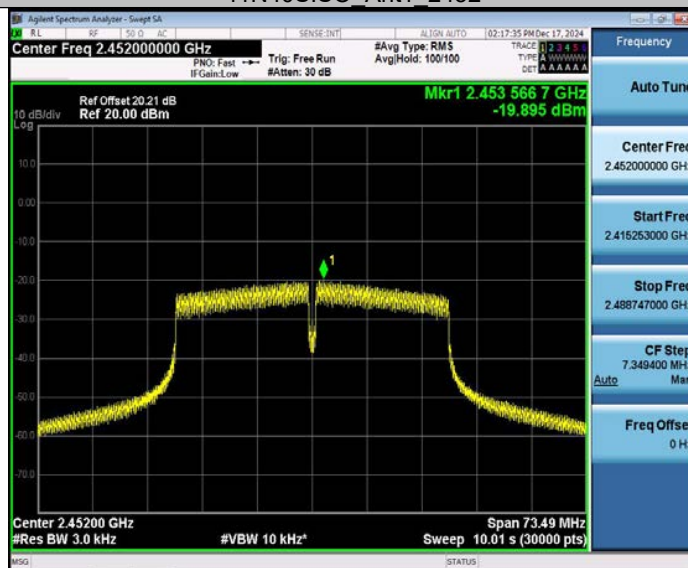 Agilent Spectrum Analyzer - Swept SA
RL RF 50 Ω AC SENSE:INT ALIGN AUTO 02:17:35 PM Dec 17, 2024
Center Freq 2.452000000 GHz
PNO: Fast
IFGain:Low
Trig: Free Run
#Atten: 30 dB
#Avg Type: RMS
Avg|Hold: 100/100
TRACE 1 2 3 4 5 6
TYPE A WWWWW
DET A A A A A A
Ref Offset 20.21 dB
10 dB/div Ref 20.00 dBm
Log
Mkr1 2.453 566 7 GHz
-19.895 dBm
10.0
0.00
-10.0
-20.0
-30.0
-40.0
-50.0
-60.0
-70.0
1
Center 2.45200 GHz Span 73.49 MHz
#Res BW 3.0 kHz #VBW 10 kHz* Sweep 10.01 s (30000 pts)
MSG STATUS
Frequency
Auto Tune
Center Freq
2.452000000 GHz
Start Freq
2.415253000 GHz
Stop Freq
2.488747000 GHz
CF Step
7.349400 MHz
Auto Man
Freq Offset
0 Hz